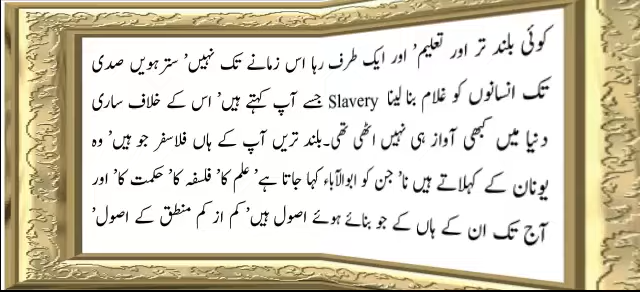 کوئی بلند تر اور تعلیم٬ اور ایک طرف رہا اس زمانے تک نہیں٬ سترھویں صدی
تک انسانوں کو غلام بنا لینا Slavery جسے آپ کہتے ہیں٬ اس کے خلاف ساری
دنیا میں کبھی آواز ہی نہیں اٹھی تھی۔ بلند تریں آپ کے ہاں فلاسفر جو ہیں٬ وہ
یونان کے کہلاتے ہیں نا٬ جن کو ابوالآباء کہا جاتا ہے٬ علم کا٬ فلسفہ کا٬ حکمت کا٬ اور
آج تک ان کے ہاں کے جو بنائے ہوئے اصول ہیں٬ کم از کم منطق کے اصول٬